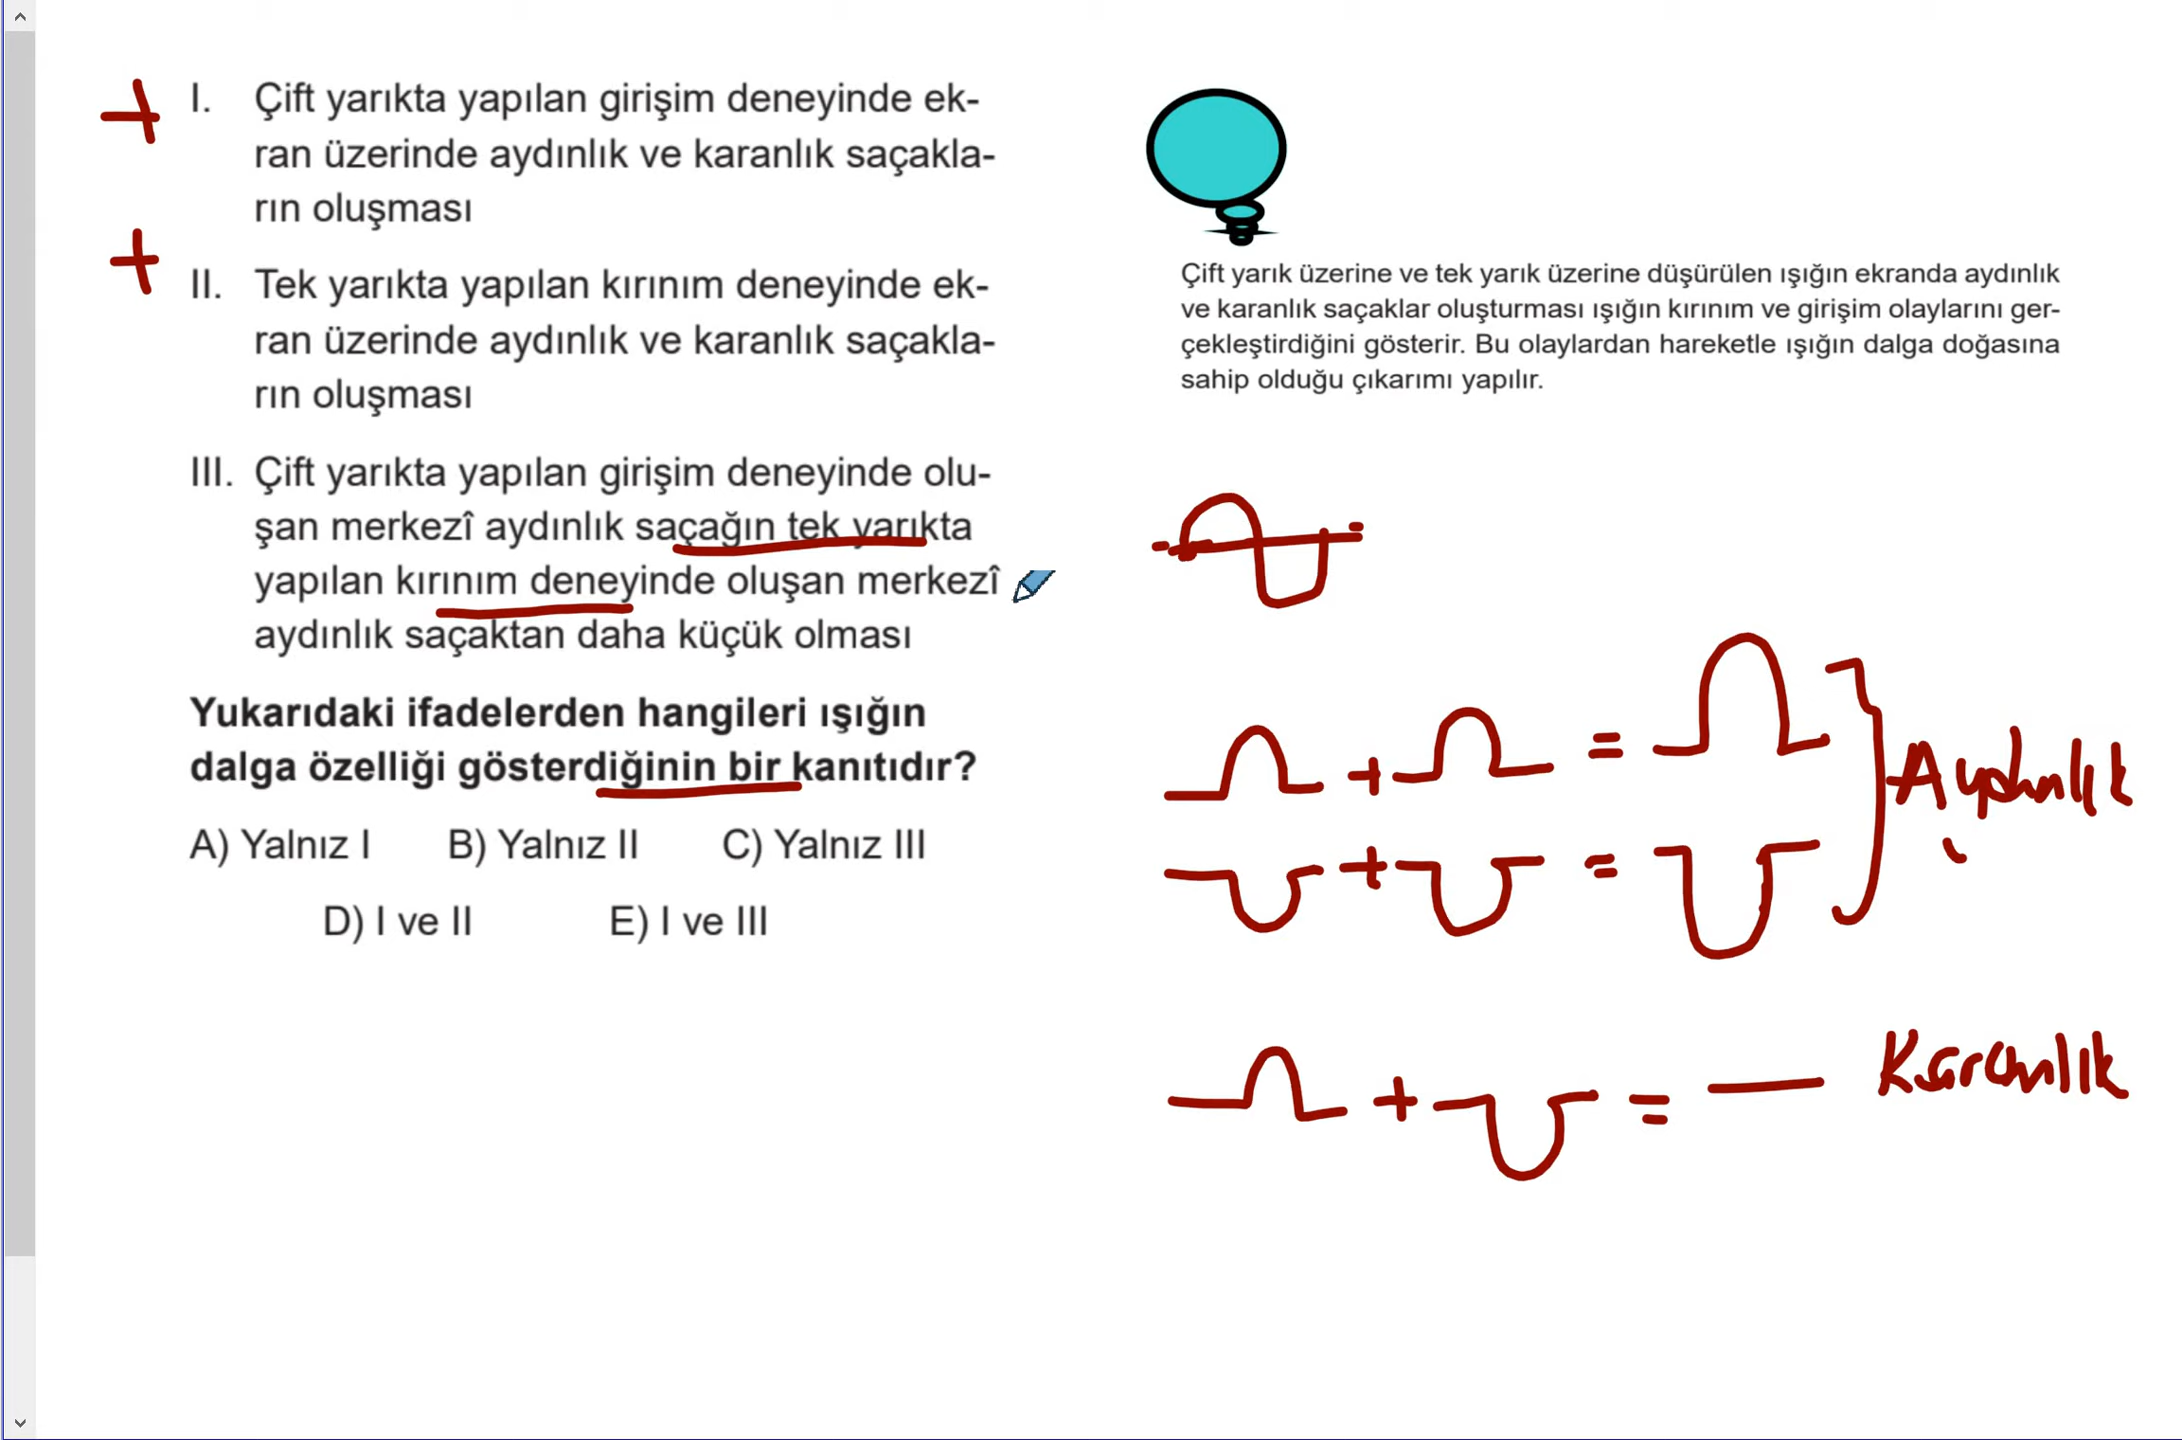 I. Çift yarıkta yapılan girişim deneyinde ek-
ran üzerinde aydınlık ve karanlık saçakla-
rın oluşması
II. Tek yarıkta yapılan kırınım deneyinde ek-
ran üzerinde aydınlık ve karanlık saçakla-
rın oluşması
III. Çift yarıkta yapılan girişim deneyinde olu-
şan merkezî aydınlık saçağın tek yarıkta
yapılan kırınım deneyinde oluşan merkezî
aydınlık saçaktan daha küçük olması
Yukarıdaki ifadelerden hangileri ışığın
dalga özelliği gösterdiğinin bir kanıtıdır?
A) Yalnız I B) Yalnız II C) Yalnız III
D) I ve II E) I ve III
Çift yarık üzerine ve tek yarık üzerine düşürülen ışığın ekranda aydınlık
ve karanlık saçaklar oluşturması ışığın kırınım ve girişim olaylarını ger-
çekleştirdiğini gösterir. Bu olaylardan hareketle ışığın dalga doğasına
sahip olduğu çıkarımı yapılır.
+ =
Aydınlık
+ =
+ = Karanlık